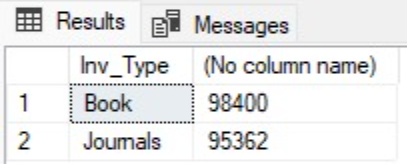 Results Messages
Inv_Type (No column name)
1 Book 98400
2 Journals 95362